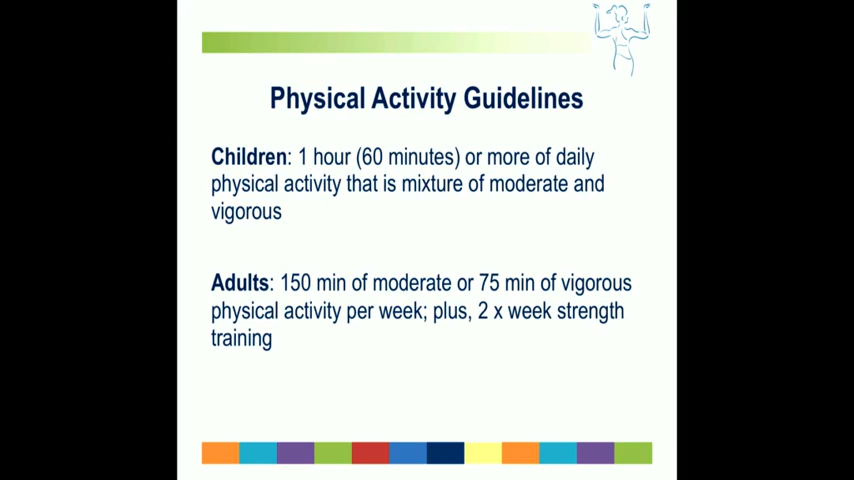 Physical Activity Guidelines
Children: 1 hour (60 minutes) or more of daily
physical activity that is mixture of moderate and
vigorous
Adults: 150 min of moderate or 75 min of vigorous
physical activity per week; plus, 2 x week strength
training